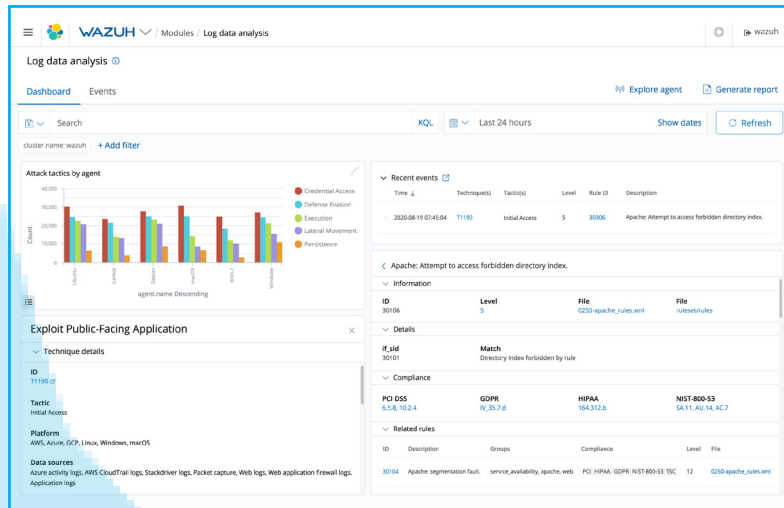 WAZUH / Modules / Log data analysis
wazuh
Log data analysis
Dashboard Events
Explore agent Generate report
Search KQL Last 24 hours Show dates Refresh
cluster.name: wazuh + Add filter
Attack tactics by agent
40,000
30,000
20,000
10,000
0
Count
Ubuntu
Centos
Debian
macOS
RHEL7
Windows
agent.name Descending
Credential Access
Defense Evasion
Execution
Lateral Movement
Persistence
Exploit Public-Facing Application
Technique details
ID
T1190
Tactic
Initial Access
Platform
AWS, Azure, GCP, Linux, Windows, macOS
Data sources
Azure activity logs, AWS CloudTrail logs, Stackdriver logs, Packet capture, Web logs, Web application firewall logs,
Application logs
Recent events
Time Technique(s) Tactic(s) Level Rule ID Description
2020-08-19 07:45:04 T1190 Initial Access 5 30306 Apache: Attempt to access forbidden directory index.
Apache: Attempt to access forbidden directory index.
Information
ID Level File File
30106 5 0250-apache_rules.xml ruleset/rules
Details
if_sid Match
30101 Directory index forbidden by rule
Compliance
PCI DSS GDPR HIPAA NIST-800-53
6.5.8, 10.2.4 IV_35.7.d 164.312.b SA.11, AU.14, AC.7
Related rules
ID Description Groups Compliance Level File
30104 Apache: segmentation fault. service_availability, apache, web PCI HIPAA GDPR NIST-800-53 TSC 12 0250-apache_rules.xml